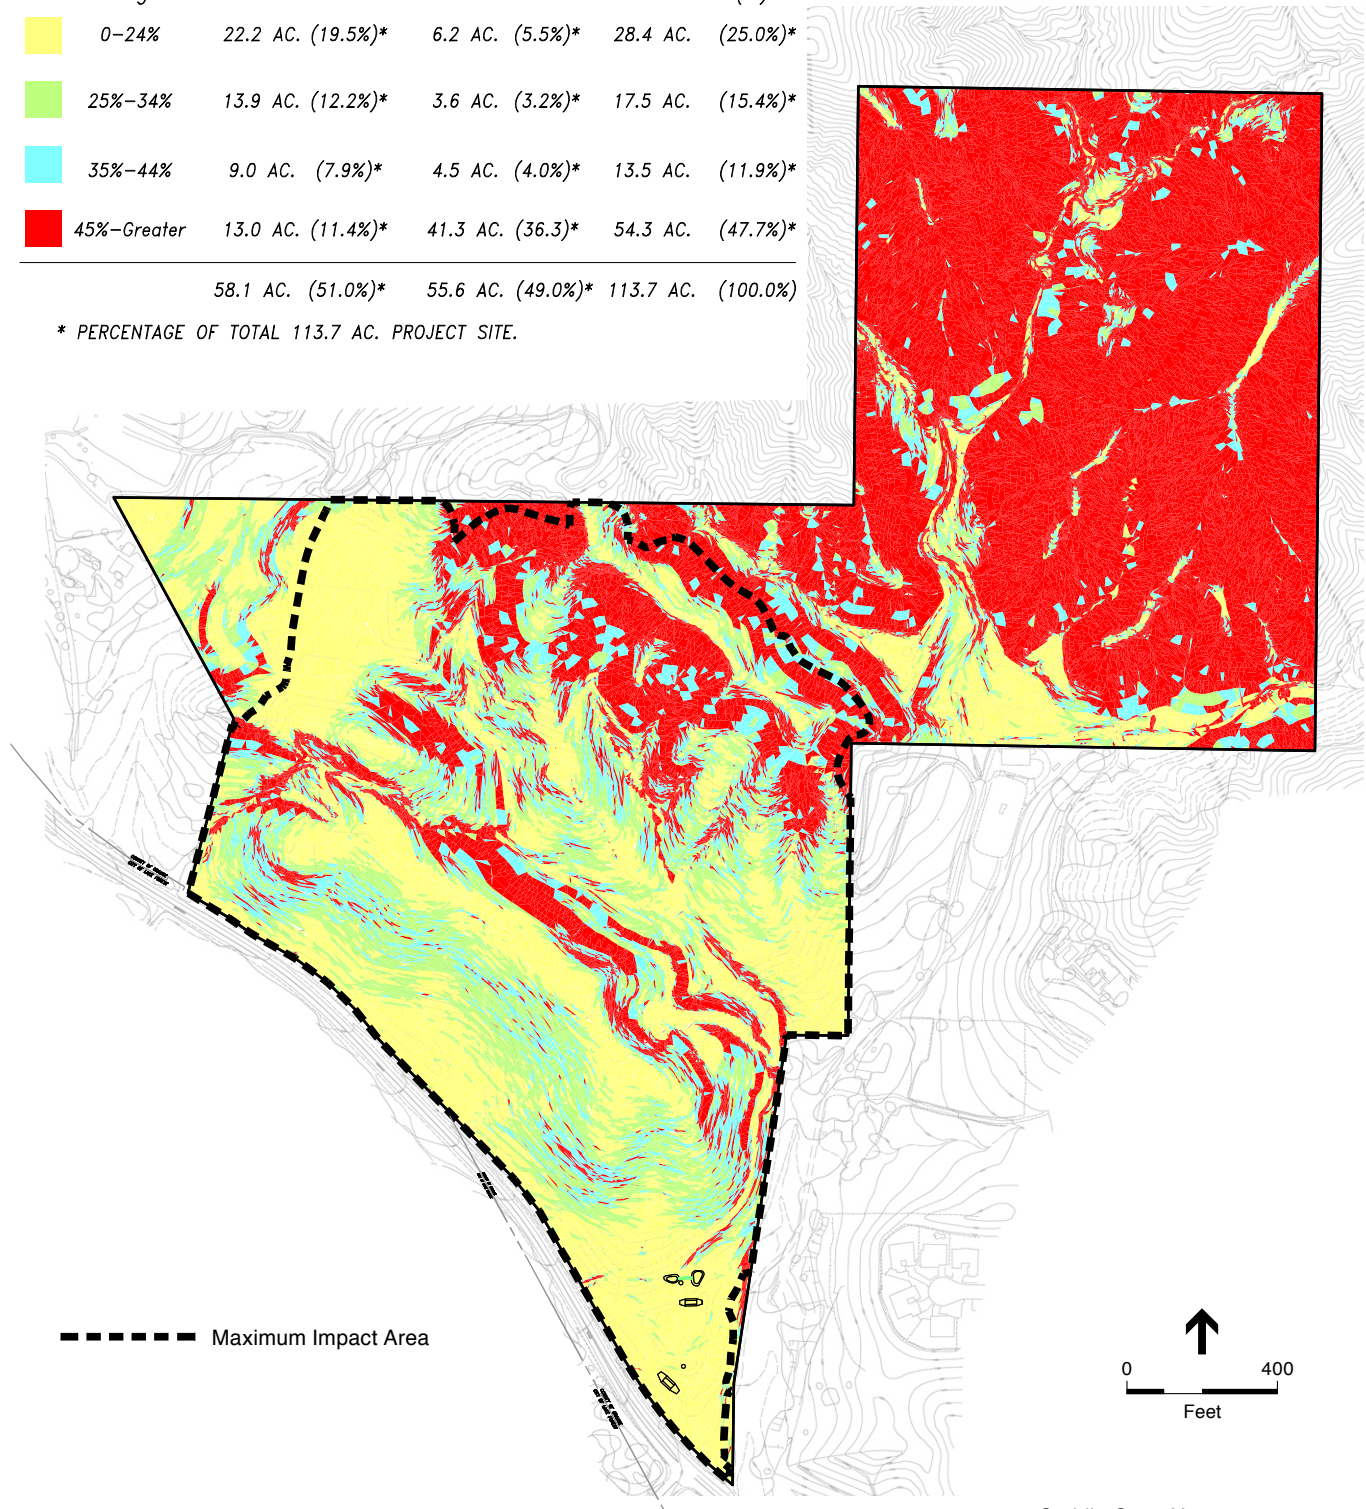 0-24% 22.2 AC. (19.5%)* 6.2 AC. (5.5%)* 28.4 AC. (25.0%)*
25%-34% 13.9 AC. (12.2%)* 3.6 AC. (3.2%)* 17.5 AC. (15.4%)*
35%-44% 9.0 AC. (7.9%)* 4.5 AC. (4.0%)* 13.5 AC. (11.9%)*
45%-Greater 13.0 AC. (11.4%)* 41.3 AC. (36.3)* 54.3 AC. (47.7%)*
58.1 AC. (51.0%)* 55.6 AC. (49.0%)* 113.7 AC. (100.0%)
* PERCENTAGE OF TOTAL 113.7 AC. PROJECT SITE.
Maximum Impact Area
0 400
Feet